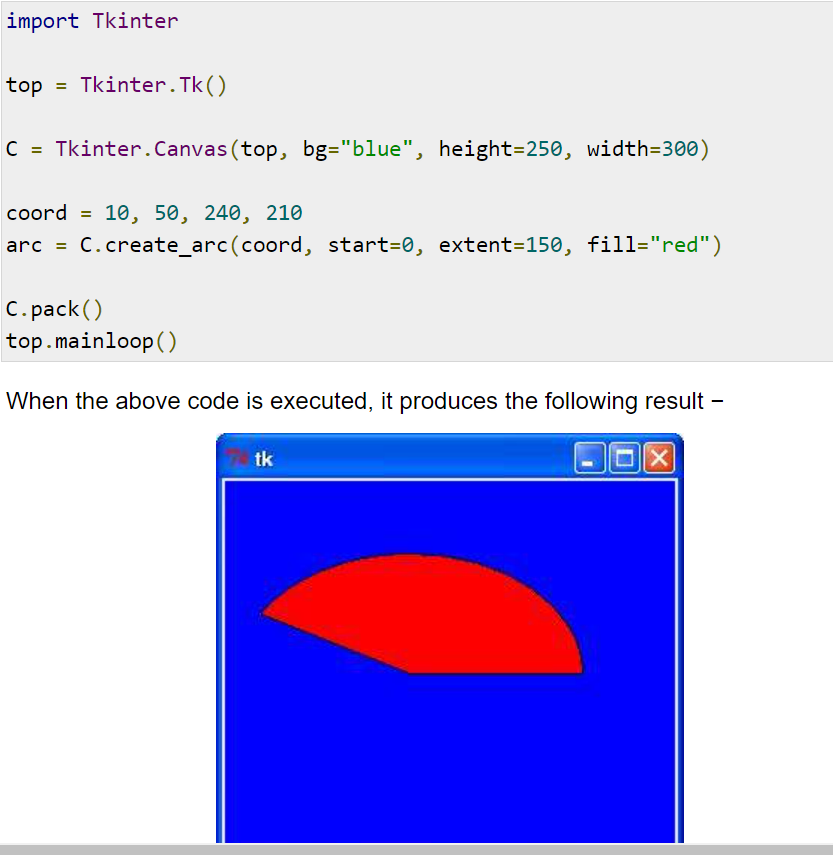 import Tkinter
top = Tkinter.Tk()
C = Tkinter.Canvas(top, bg="blue", height=250, width=300)
coord = 10, 50, 240, 210
arc = C.create_arc(coord, start=0, extent=150, fill="red")
C.pack()
top.mainloop()
When the above code is executed, it produces the following result −
tk